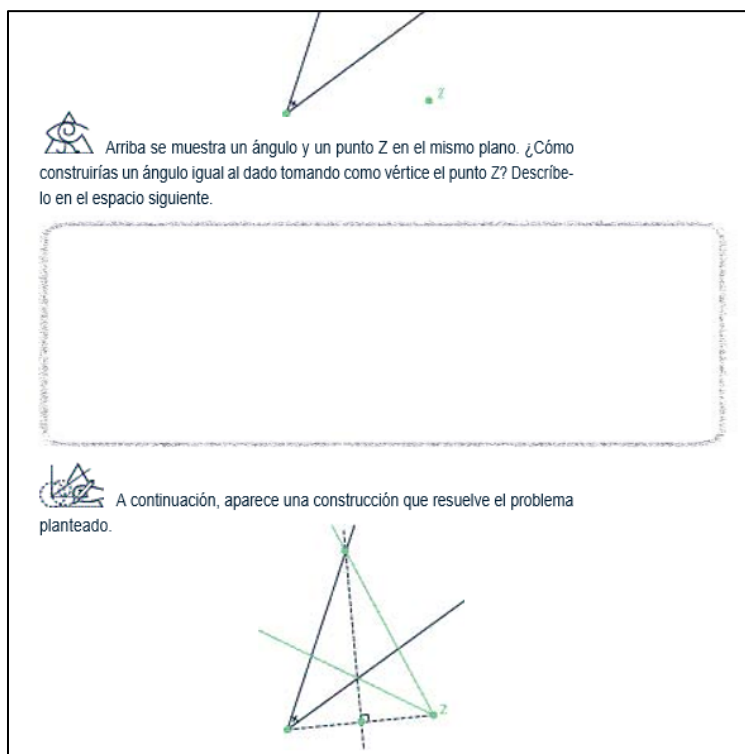 Z
Arriba se muestra un ángulo y un punto Z en el mismo plano. ¿Cómo
construirías un ángulo igual al dado tomando como vértice el punto Z? Descríbe-
lo en el espacio siguiente.
A continuación, aparece una construcción que resuelve el problema
planteado.
Z